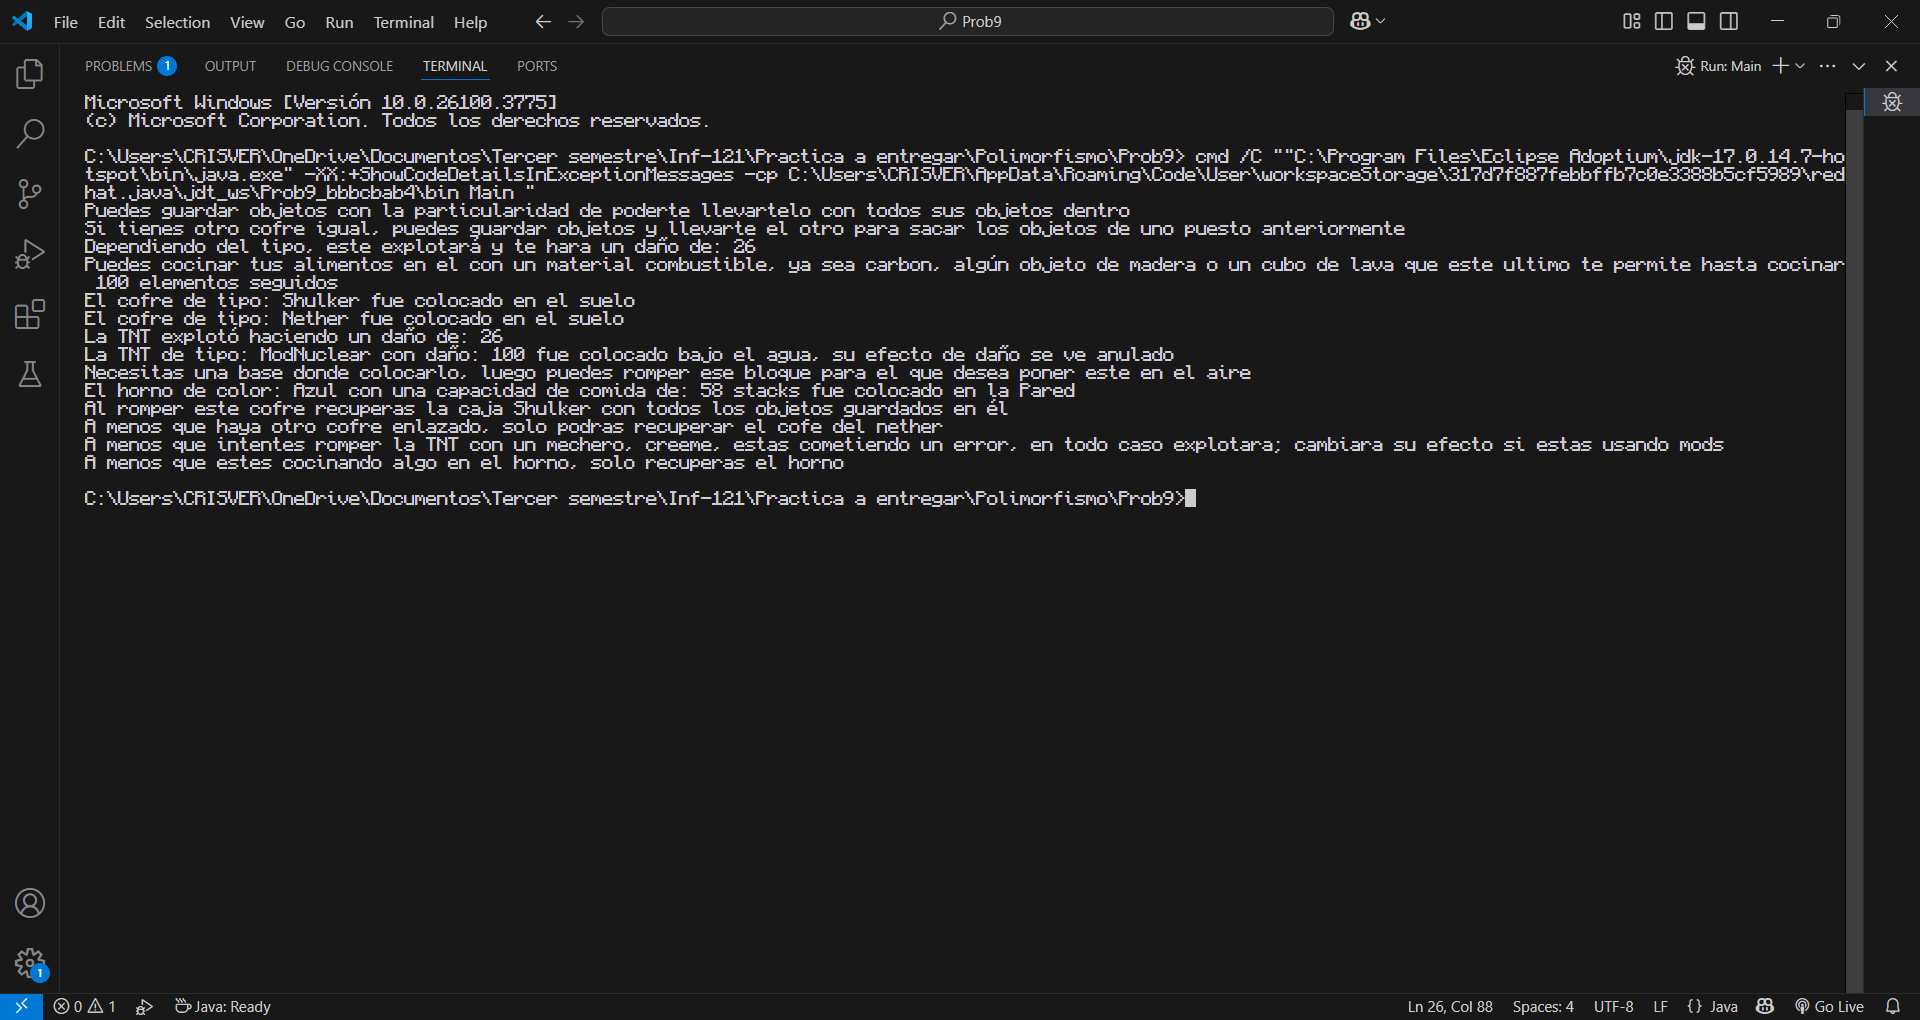 File Edit Selection View Go Run Terminal Help Prob9
PROBLEMS 1 OUTPUT DEBUG CONSOLE TERMINAL PORTS Run: Main
Microsoft Windows [Versión 10.0.26100.3775]
(c) Microsoft Corporation. Todos los derechos reservados.
C:\Users\CRISVER\OneDrive\Documentos\Tercer semestre\Inf-121\Practica a entregar\Polimorfismo\Prob9> cmd /C ""C:\Program Files\Eclipse Adoptium\jdk-17.0.14.7-ho
tspot\bin\java.exe" -XX:+ShowCodeDetailsInExceptionMessages -cp C:\Users\CRISVER\AppData\Roaming\Code\User\workspaceStorage\317d7f887febbffb7c0e3388b5cf5989\red
hat.java\jdt_ws\Prob9_bbbcbab4\bin Main "
Puedes guardar objetos con la particularidad de poderte llevartelo con todos sus objetos dentro
Si tienes otro cofre igual, puedes guardar objetos y llevarte el otro para sacar los objetos de uno puesto anteriormente
Dependiendo del tipo, este explotará y te hara un daño de: 26
Puedes cocinar tus alimentos en el con un material combustible, ya sea carbon, algún objeto de madera o un cubo de lava que este ultimo te permite hasta cocinar
100 elementos seguidos
El cofre de tipo: Shulker fue colocado en el suelo
El cofre de tipo: Nether fue colocado en el suelo
La TNT explotó haciendo un daño de: 26
La TNT de tipo: ModNuclear con daño: 100 fue colocado bajo el agua, su efecto de daño se ve anulado
Necesitas una base donde colocarlo, luego puedes romper ese bloque para el que desea poner este en el aire
El horno de color: Azul con una capacidad de comida de: 58 stacks fue colocado en la Pared
Al romper este cofre recuperas la caja Shulker con todos los objetos guardados en él
A menos que haya otro cofre enlazado, solo podras recuperar el cofe del nether
A menos que intentes romper la TNT con un mechero, creeme, estas cometiendo un error, en todo caso explotara; cambiara su efecto si estas usando mods
A menos que estes cocinando algo en el horno, solo recuperas el horno
C:\Users\CRISVER\OneDrive\Documentos\Tercer semestre\Inf-121\Practica a entregar\Polimorfismo\Prob9>
1
0 1 Java: Ready Ln 26, Col 88 Spaces: 4 UTF-8 LF {} Java Go Live